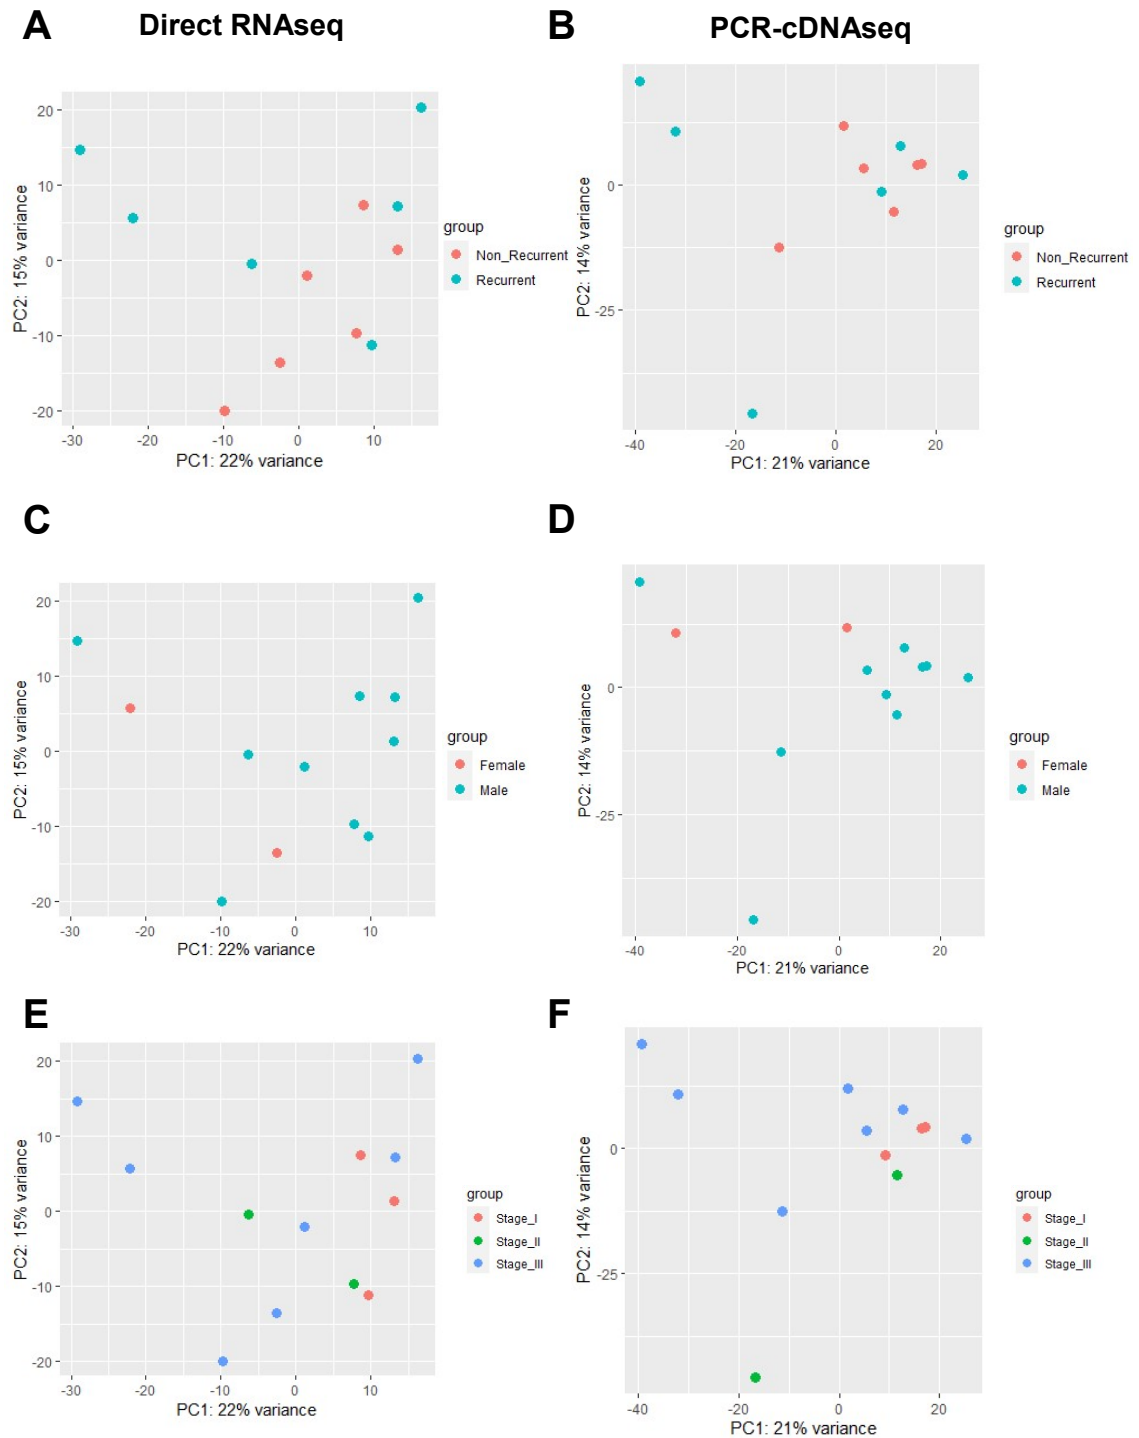 A
Direct RNAseq
B
PCR-cDNAseq
20
10
0
-10
-20
-30
-20
-10
0
10
PC2: 15% variance
PC1: 22% variance
group
Non_Recurrent
Recurrent
0
-25
-40
-20
0
20
PC2: 14% variance
PC1: 21% variance
group
Non_Recurrent
Recurrent
C
D
20
10
0
-10
-20
-30
-20
-10
0
10
PC2: 15% variance
PC1: 22% variance
group
Female
Male
0
-25
-40
-20
0
20
PC2: 14% variance
PC1: 21% variance
group
Female
Male
E
F
20
10
0
-10
-20
-30
-20
-10
0
10
PC2: 15% variance
PC1: 22% variance
group
Stage_I
Stage_II
Stage_III
0
-25
-40
-20
0
20
PC2: 14% variance
PC1: 21% variance
group
Stage_I
Stage_II
Stage_III